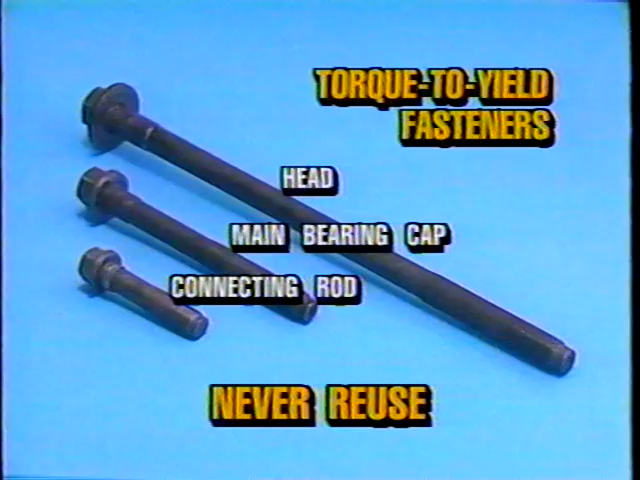 TORQUE-TO-YIELD
FASTENERS
HEAD
MAIN BEARING CAP
CONNECTING ROD
NEVER REUSE